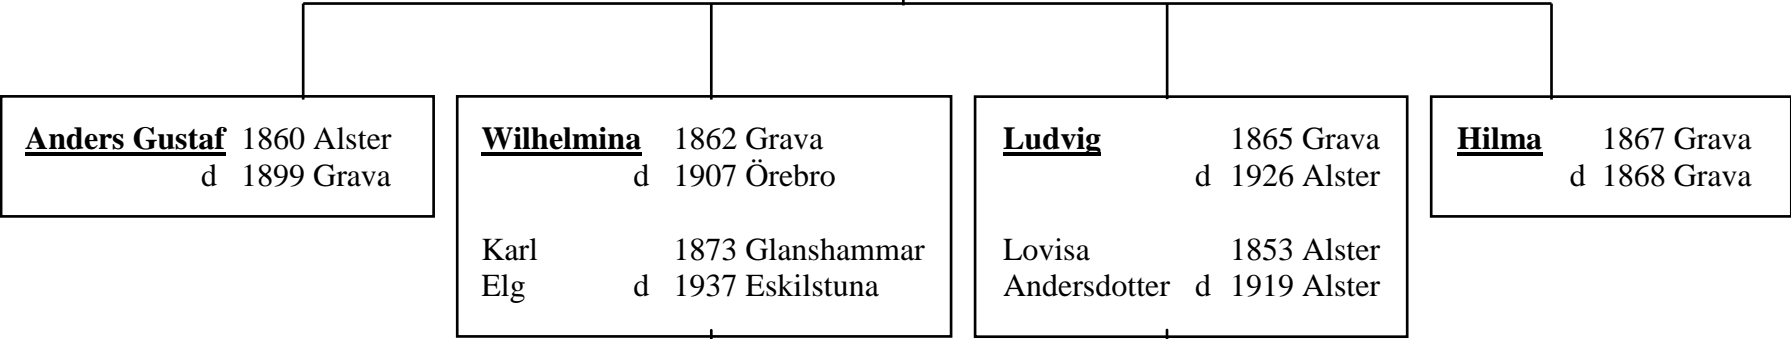 Anders Gustaf 1860 Alster
d 1899 Grava
Wilhelmina 1862 Grava
d 1907 Örebro
Karl 1873 Glanshammar
Elg d 1937 Eskilstuna
Ludvig 1865 Grava
d 1926 Alster
Lovisa 1853 Alster
Andersdotter d 1919 Alster
Hilma 1867 Grava
d 1868 Grava